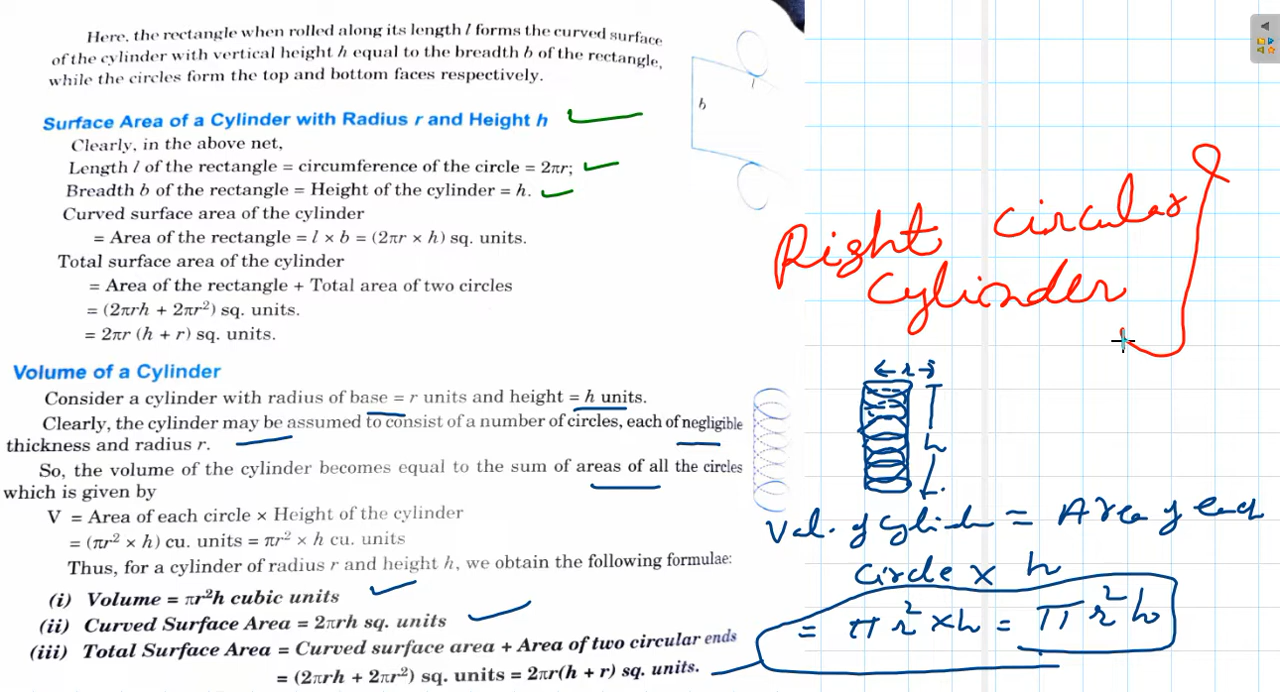 Here, the rectangle when rolled along its length l forms the curved surface
of the cylinder with vertical height h equal to the breadth b of the rectangle,
while the circles form the top and bottom faces respectively.
b
l
Surface Area of a Cylinder with Radius r and Height h
Clearly, in the above net,
Length l of the rectangle = circumference of the circle = 2πr;
Breadth b of the rectangle = Height of the cylinder = h.
Curved surface area of the cylinder
= Area of the rectangle = l × b = (2πr × h) sq. units.
Total surface area of the cylinder
= Area of the rectangle + Total area of two circles
= (2πrh + 2πr²) sq. units.
= 2πr (h + r) sq. units.
Volume of a Cylinder
Consider a cylinder with radius of base = r units and height = h units.
Clearly, the cylinder may be assumed to consist of a number of circles, each of negligible
thickness and radius r.
So, the volume of the cylinder becomes equal to the sum of areas of all the circles
which is given by
V = Area of each circle × Height of the cylinder
= (πr² × h) cu. units = πr² × h cu. units
Thus, for a cylinder of radius r and height h, we obtain the following formulae:
(i) Volume = πr²h cubic units
(ii) Curved Surface Area = 2πrh sq. units
(iii) Total Surface Area = Curved surface area + Area of two circular ends
= (2πrh + 2πr²) sq. units = 2πr(h + r) sq. units.
Right circular
Cylinder
r
h
Vol. of Cylinder = Area of each
Circle × h
= πr² × h = πr²h